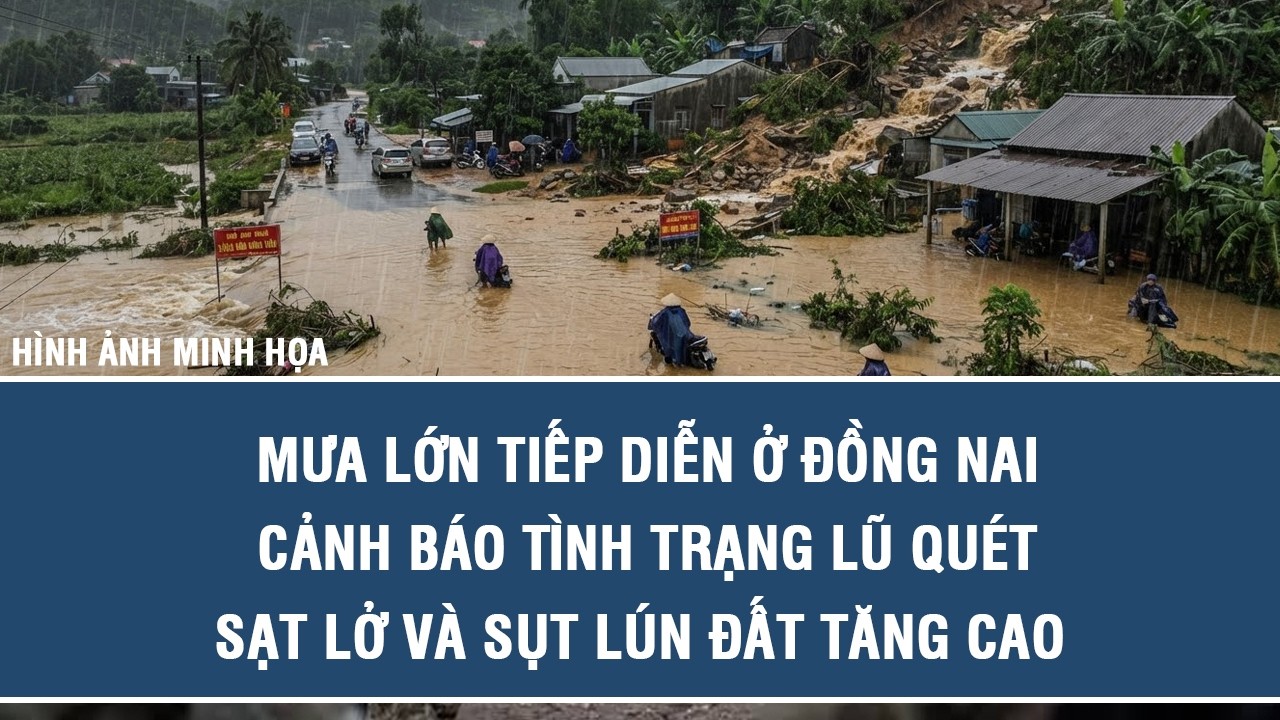 HÌNH ẢNH MINH HỌA
MƯA LỚN TIẾP DIỄN Ở ĐỒNG NAI
CẢNH BÁO TÌNH TRẠNG LŨ QUÉT
SẠT LỞ VÀ SỤT LÚN ĐẤT TĂNG CAO